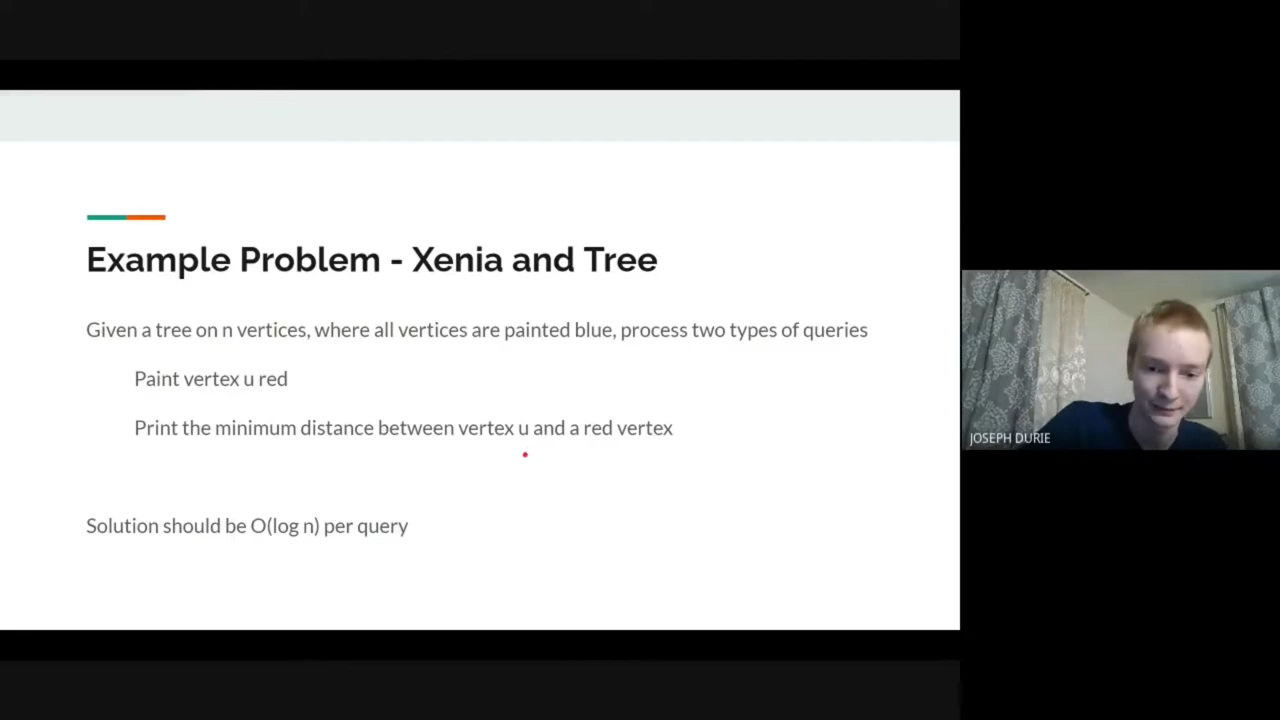 Example Problem - Xenia and Tree
Given a tree on n vertices, where all vertices are painted blue, process two types of queries
Paint vertex u red
Print the minimum distance between vertex u and a red vertex
Solution should be O(log n) per query
JOSEPH DURIE